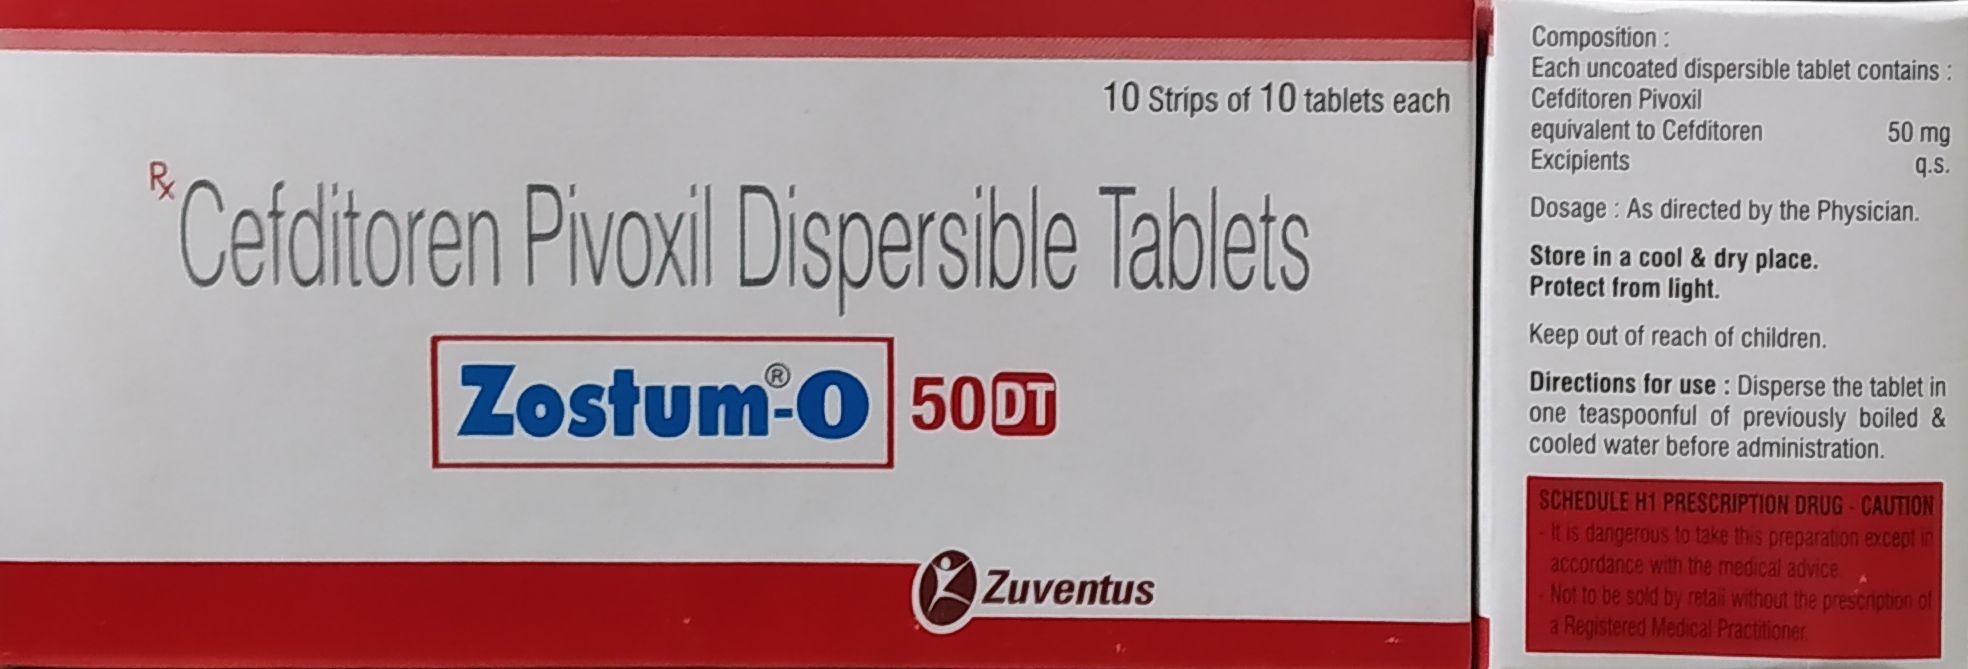 10 Strips of 10 tablets each
Rx Cefditoren Pivoxil Dispersible Tablets
Zostum®-O 50 DT
Zuventus
Composition :
Each uncoated dispersible tablet contains :
Cefditoren Pivoxil
equivalent to Cefditoren 50 mg
Excipients q.s.
Dosage : As directed by the Physician.
Store in a cool & dry place.
Protect from light.
Keep out of reach of children.
Directions for use : Disperse the tablet in
one teaspoonful of previously boiled &
cooled water before administration.
SCHEDULE H1 PRESCRIPTION DRUG - CAUTION
- It is dangerous to take this preparation except in
accordance with the medical advice.
- Not to be sold by retail without the prescription of
a Registered Medical Practitioner.